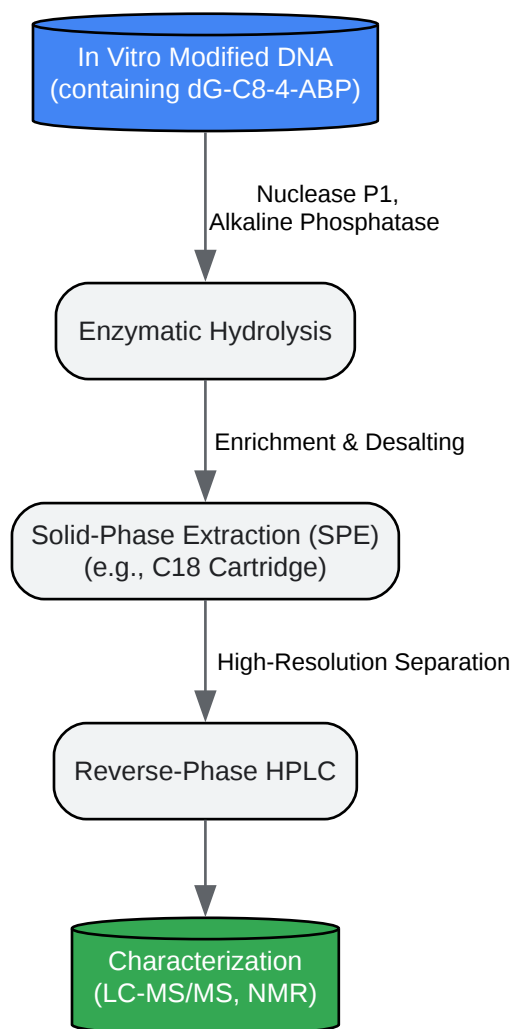 In Vitro Modified DNA
(containing dG-C8-4-ABP)
Nuclease P1,
Alkaline Phosphatase
Enzymatic Hydrolysis
Enrichment & Desalting
Solid-Phase Extraction (SPE)
(e.g., C18 Cartridge)
High-Resolution Separation
Reverse-Phase HPLC
Characterization
(LC-MS/MS, NMR)